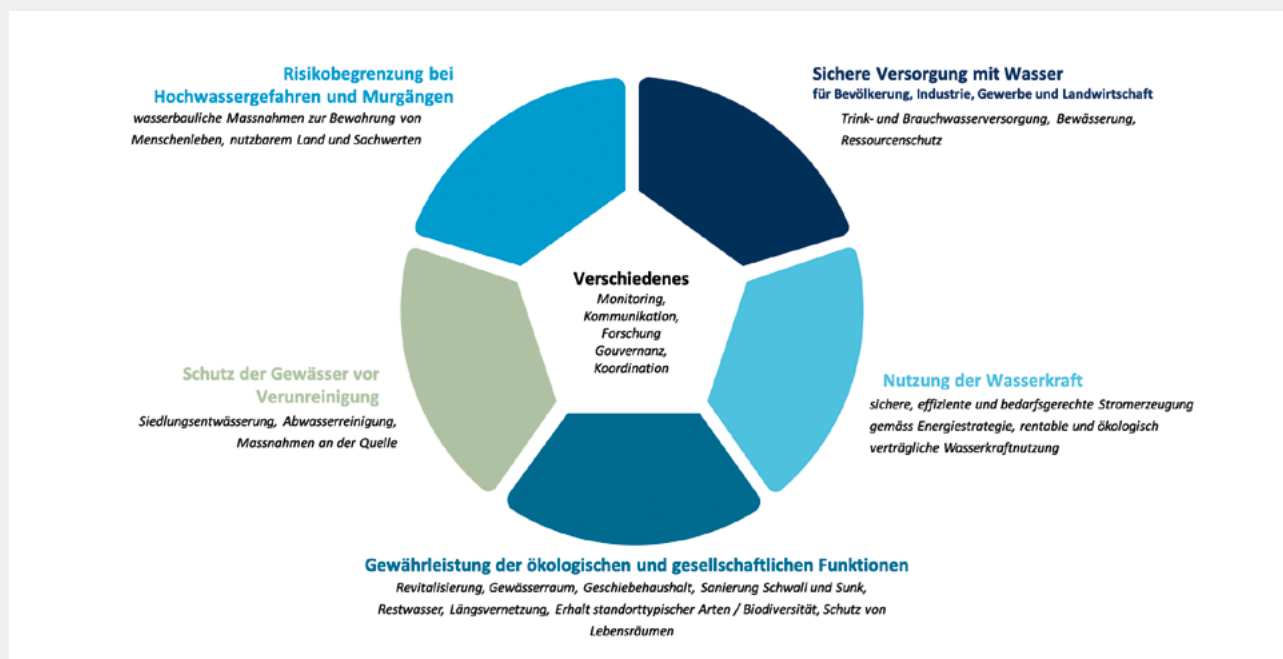 Risikobegrenzung bei
Hochwassergefahren und Murgängen
wasserbauliche Massnahmen zur Bewahrung von
Menschenleben, nutzbarem Land und Sachwerten
Sichere Versorgung mit Wasser
für Bevölkerung, Industrie, Gewerbe und Landwirtschaft
Trink- und Brauchwasserversorgung, Bewässerung,
Ressourcenschutz
Verschiedenes
Monitoring,
Kommunikation,
Forschung
Gouvernanz,
Koordination
Schutz der Gewässer vor
Verunreinigung
Siedlungsentwässerung, Abwasserreinigung,
Massnahmen an der Quelle
Nutzung der Wasserkraft
sichere, effiziente und bedarfsgerechte Stromerzeugung
gemäss Energiestrategie, rentable und ökologisch
verträgliche Wasserkraftnutzung
Gewährleistung der ökologischen und gesellschaftlichen Funktionen
Revitalisierung, Gewässerraum, Geschiebehaushalt, Sanierung Schwall und Sunk,
Restwasser, Längsvernetzung, Erhalt standorttypischer Arten / Biodiversität, Schutz von
Lebensräumen